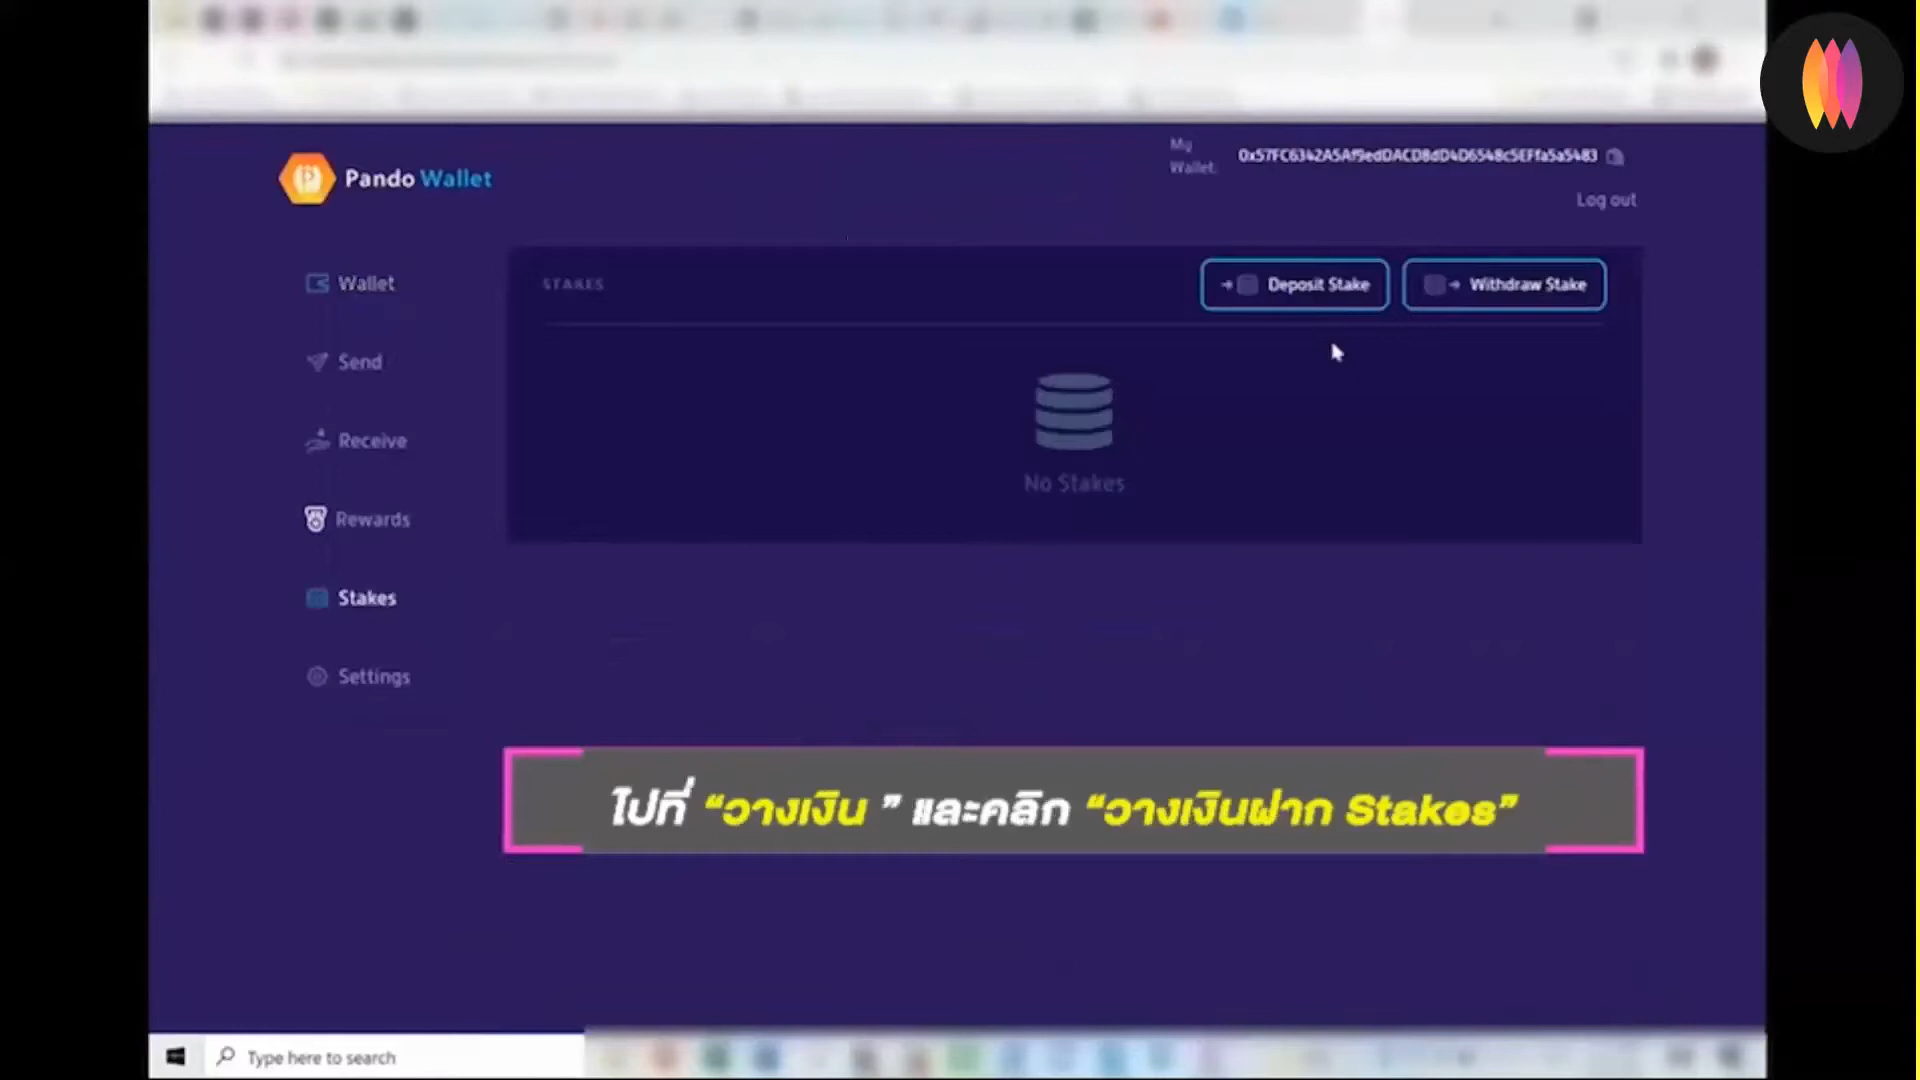 Pando Wallet
My
Wallet:
0x57FC6342A5Af9edDACD8dD4D6548c5EFfa5a5483
Log out
Wallet
Send
Receive
Rewards
Stakes
Settings
STAKES
Deposit Stake
Withdraw Stake
No Stakes
ไปที่ “วางเงิน ” และคลิก “วางเงินฝาก Stakes”
Type here to search